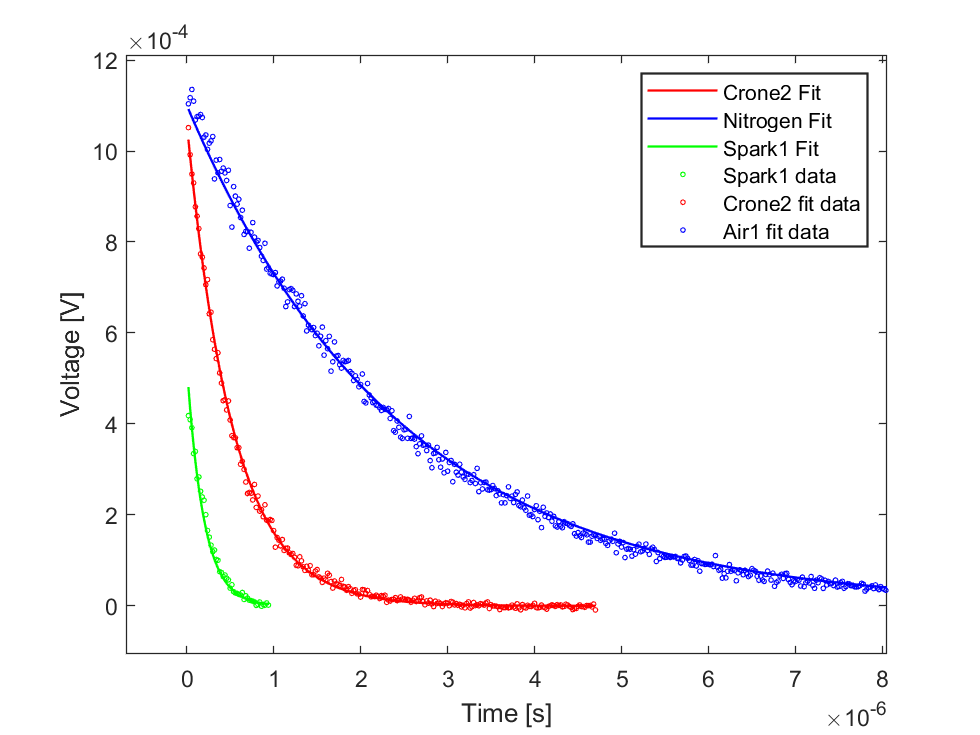 ×10-4
12
10
8
6
4
2
0
Voltage [V]
Crone2 Fit
Nitrogen Fit
Spark1 Fit
Spark1 data
Crone2 fit data
Air1 fit data
0 1 2 3 4 5 6 7 8
Time [s]
×10-6